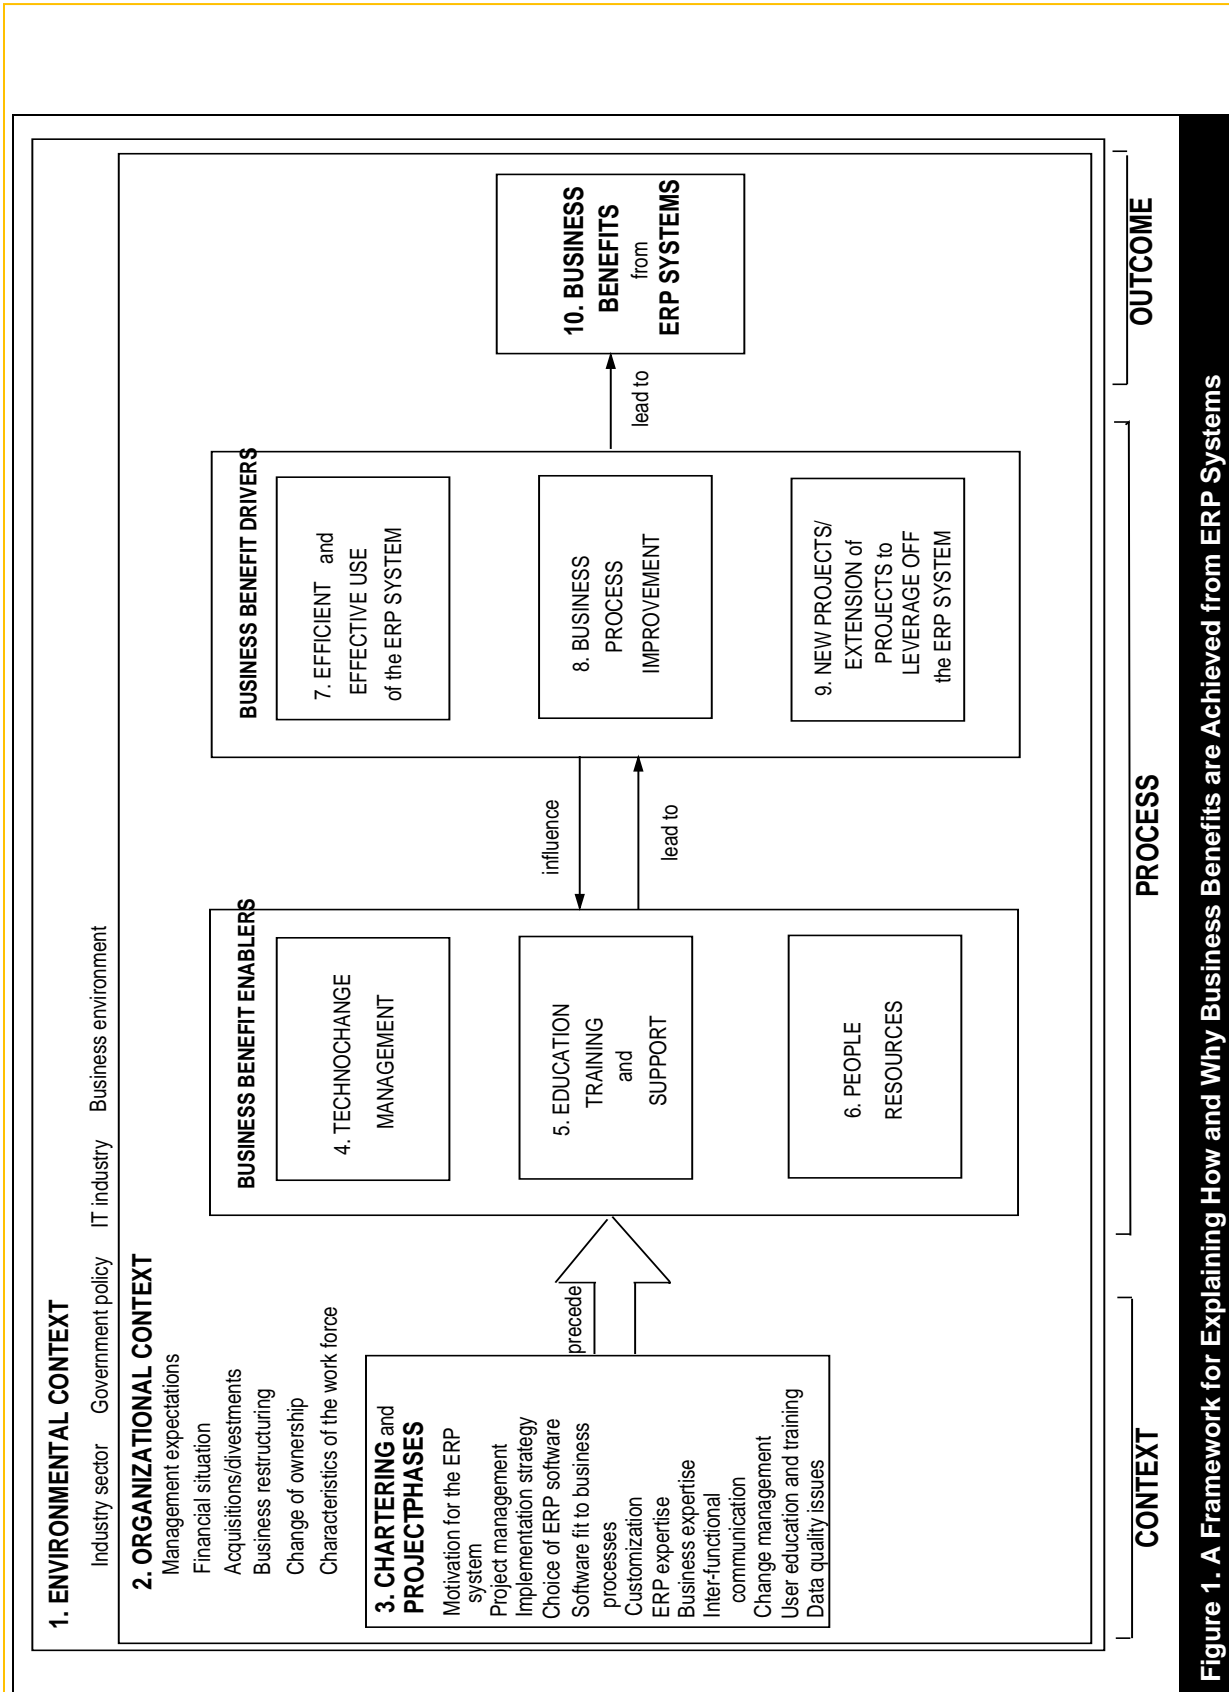 1. ENVIRONMENTAL CONTEXT
Industry sector Government policy IT industry Business environment
2. ORGANIZATIONAL CONTEXT
Management expectations
Financial situation
Acquisitions/divestments
Business restructuring
Change of ownership
Characteristics of the work force
3. CHARTERING and
PROJECTPHASES
Motivation for the ERP
system
Project management
Implementation strategy
Choice of ERP software
Software fit to business
processes
Customization
ERP expertise
Business expertise
Inter-functional
communication
Change management
User education and training
Data quality issues
precede
BUSINESS BENEFIT ENABLERS
4. TECHNOCHANGE
MANAGEMENT
5. EDUCATION
TRAINING
and
SUPPORT
6. PEOPLE
RESOURCES
influence
lead to
BUSINESS BENEFIT DRIVERS
7. EFFICIENT and
EFFECTIVE USE
of the ERP SYSTEM
8. BUSINESS
PROCESS
IMPROVEMENT
9. NEW PROJECTS/
EXTENSION of
PROJECTS to
LEVERAGE OFF
the ERP SYSTEM
lead to
10. BUSINESS
BENEFITS
from
ERP SYSTEMS
CONTEXT
PROCESS
OUTCOME
Figure 1. A Framework for Explaining How and Why Business Benefits are Achieved from ERP Systems